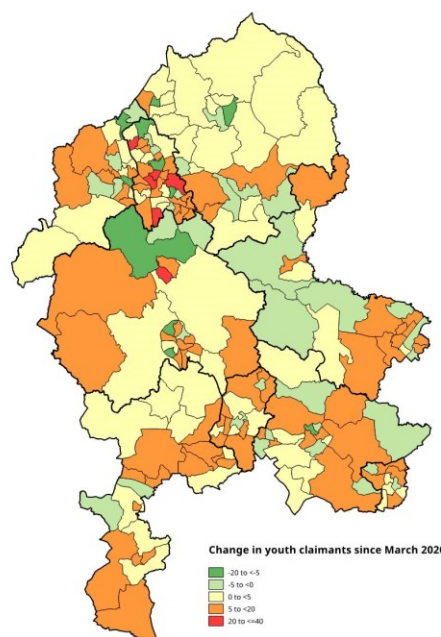 Change in youth claimants since March 2020
-20 to <-5
-5 to <0
0 to <5
5 to <20
20 to <=40